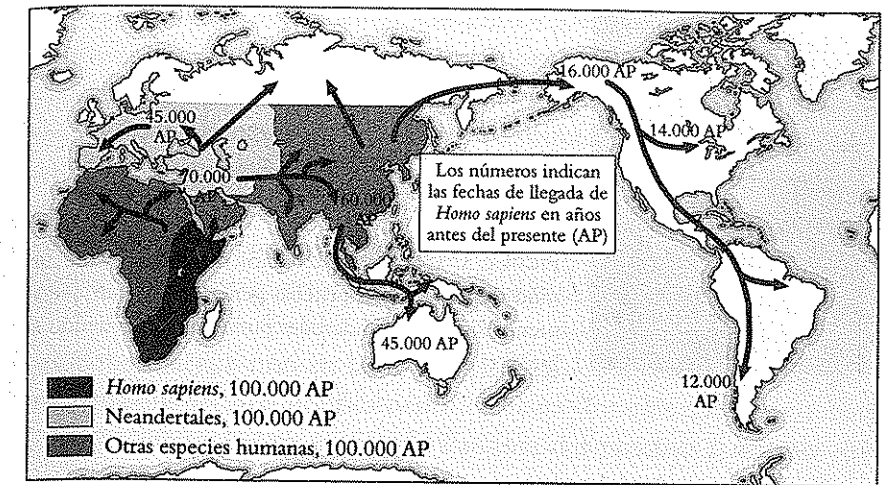 16.000 AP
45.000
AP
14.000 AP
70.000
AP
60.000
AP
Los números indican
las fechas de llegada de
Homo sapiens en años
antes del presente (AP)
45.000 AP
12.000
AP
Homo sapiens, 100.000 AP
Neandertales, 100.000 AP
Otras especies humanas, 100.000 AP